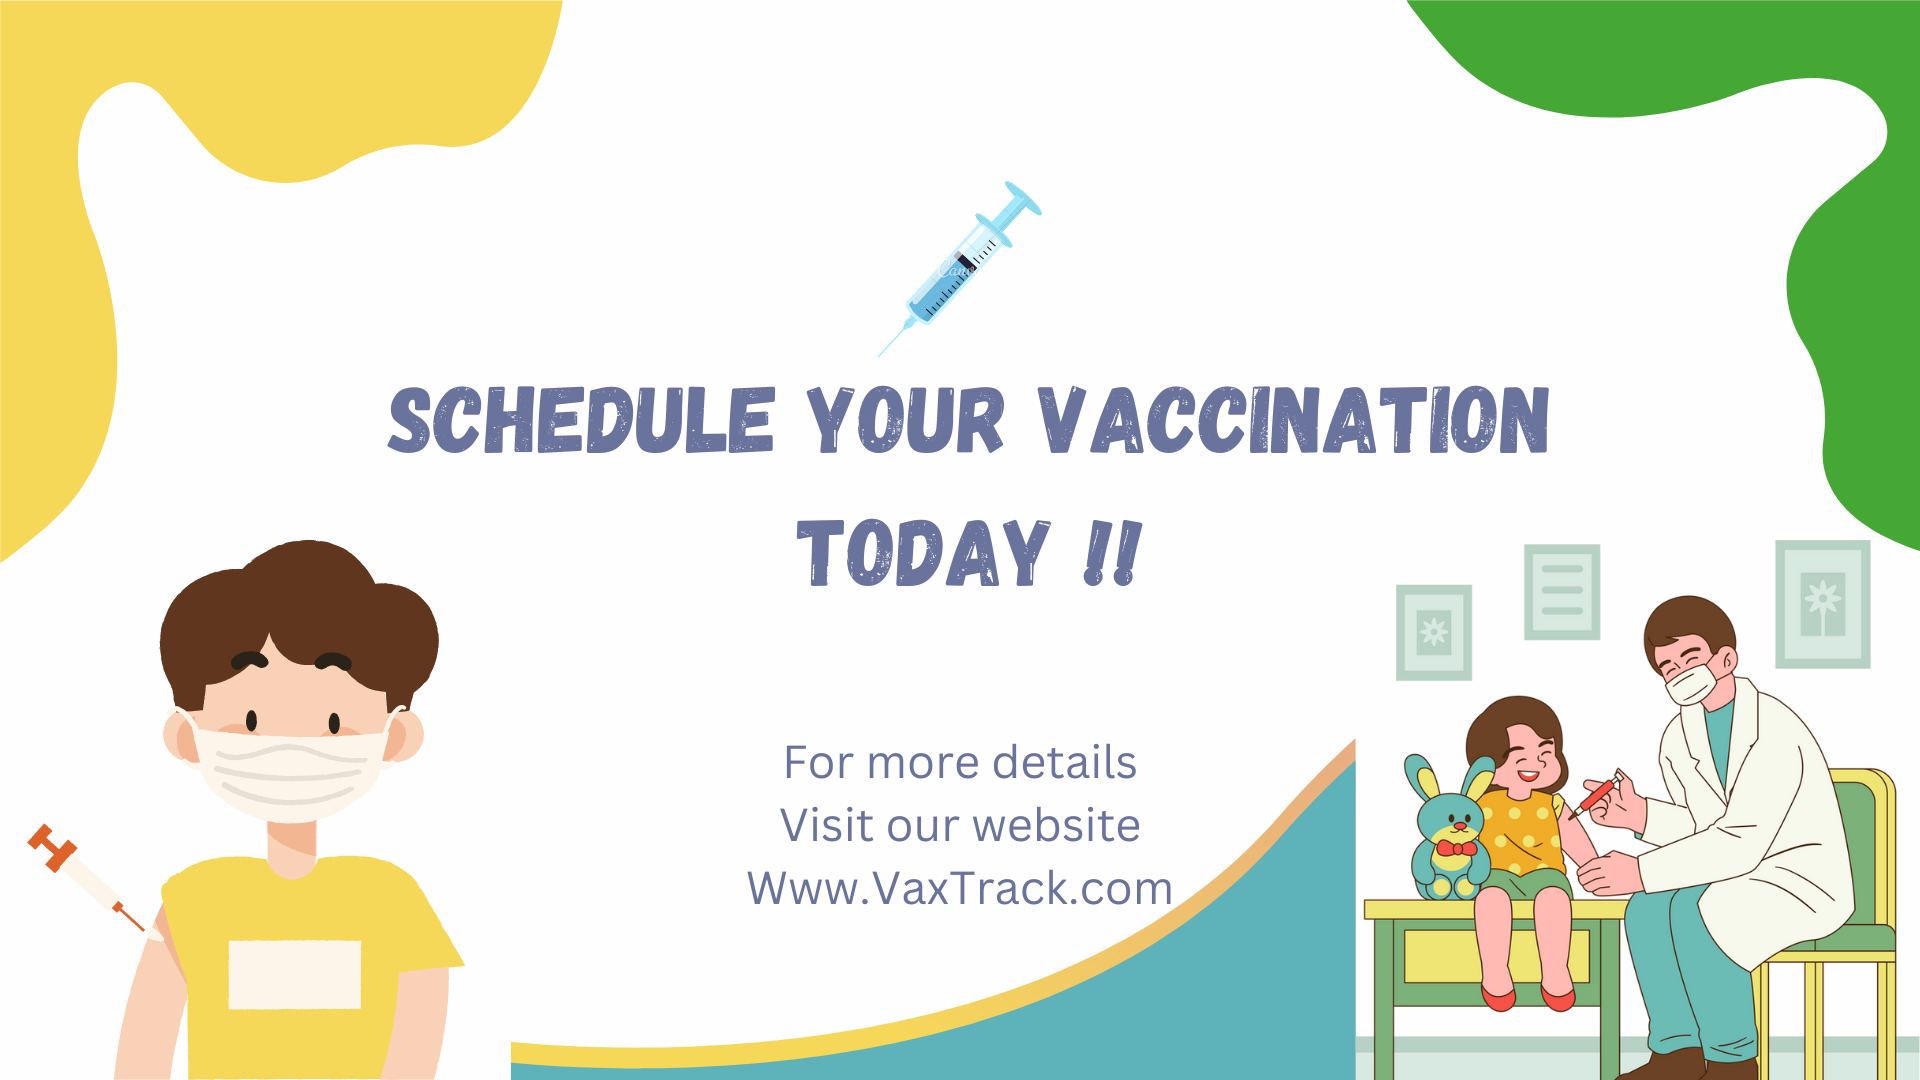 SCHEDULE YOUR VACCINATION
TODAY !!
For more details
Visit our website
Www.VaxTrack.com